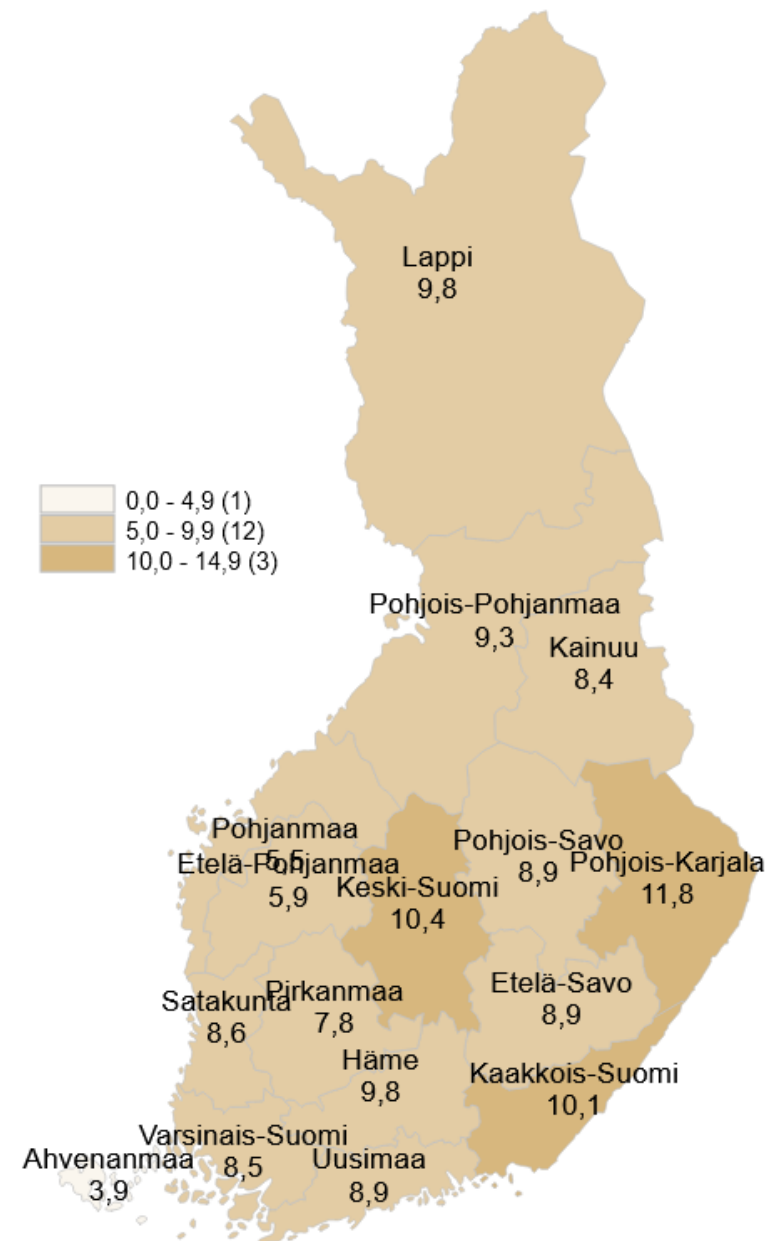 Lappi
9,8
0,0 - 4,9 (1)
5,0 - 9,9 (12)
10,0 - 14,9 (3)
Pohjois-Pohjanmaa
9,3
Kainuu
8,4
Pohjanmaa
5,5
Etelä-Pohjanmaa
5,9
Keski-Suomi
10,4
Pohjois-Savo
8,9
Pohjois-Karjala
11,8
Satakunta
8,6
Pirkanmaa
7,8
Etelä-Savo
8,9
Häme
9,8
Kaakkois-Suomi
10,1
Varsinais-Suomi
8,5
Uusimaa
8,9
Ahvenanmaa
3,9